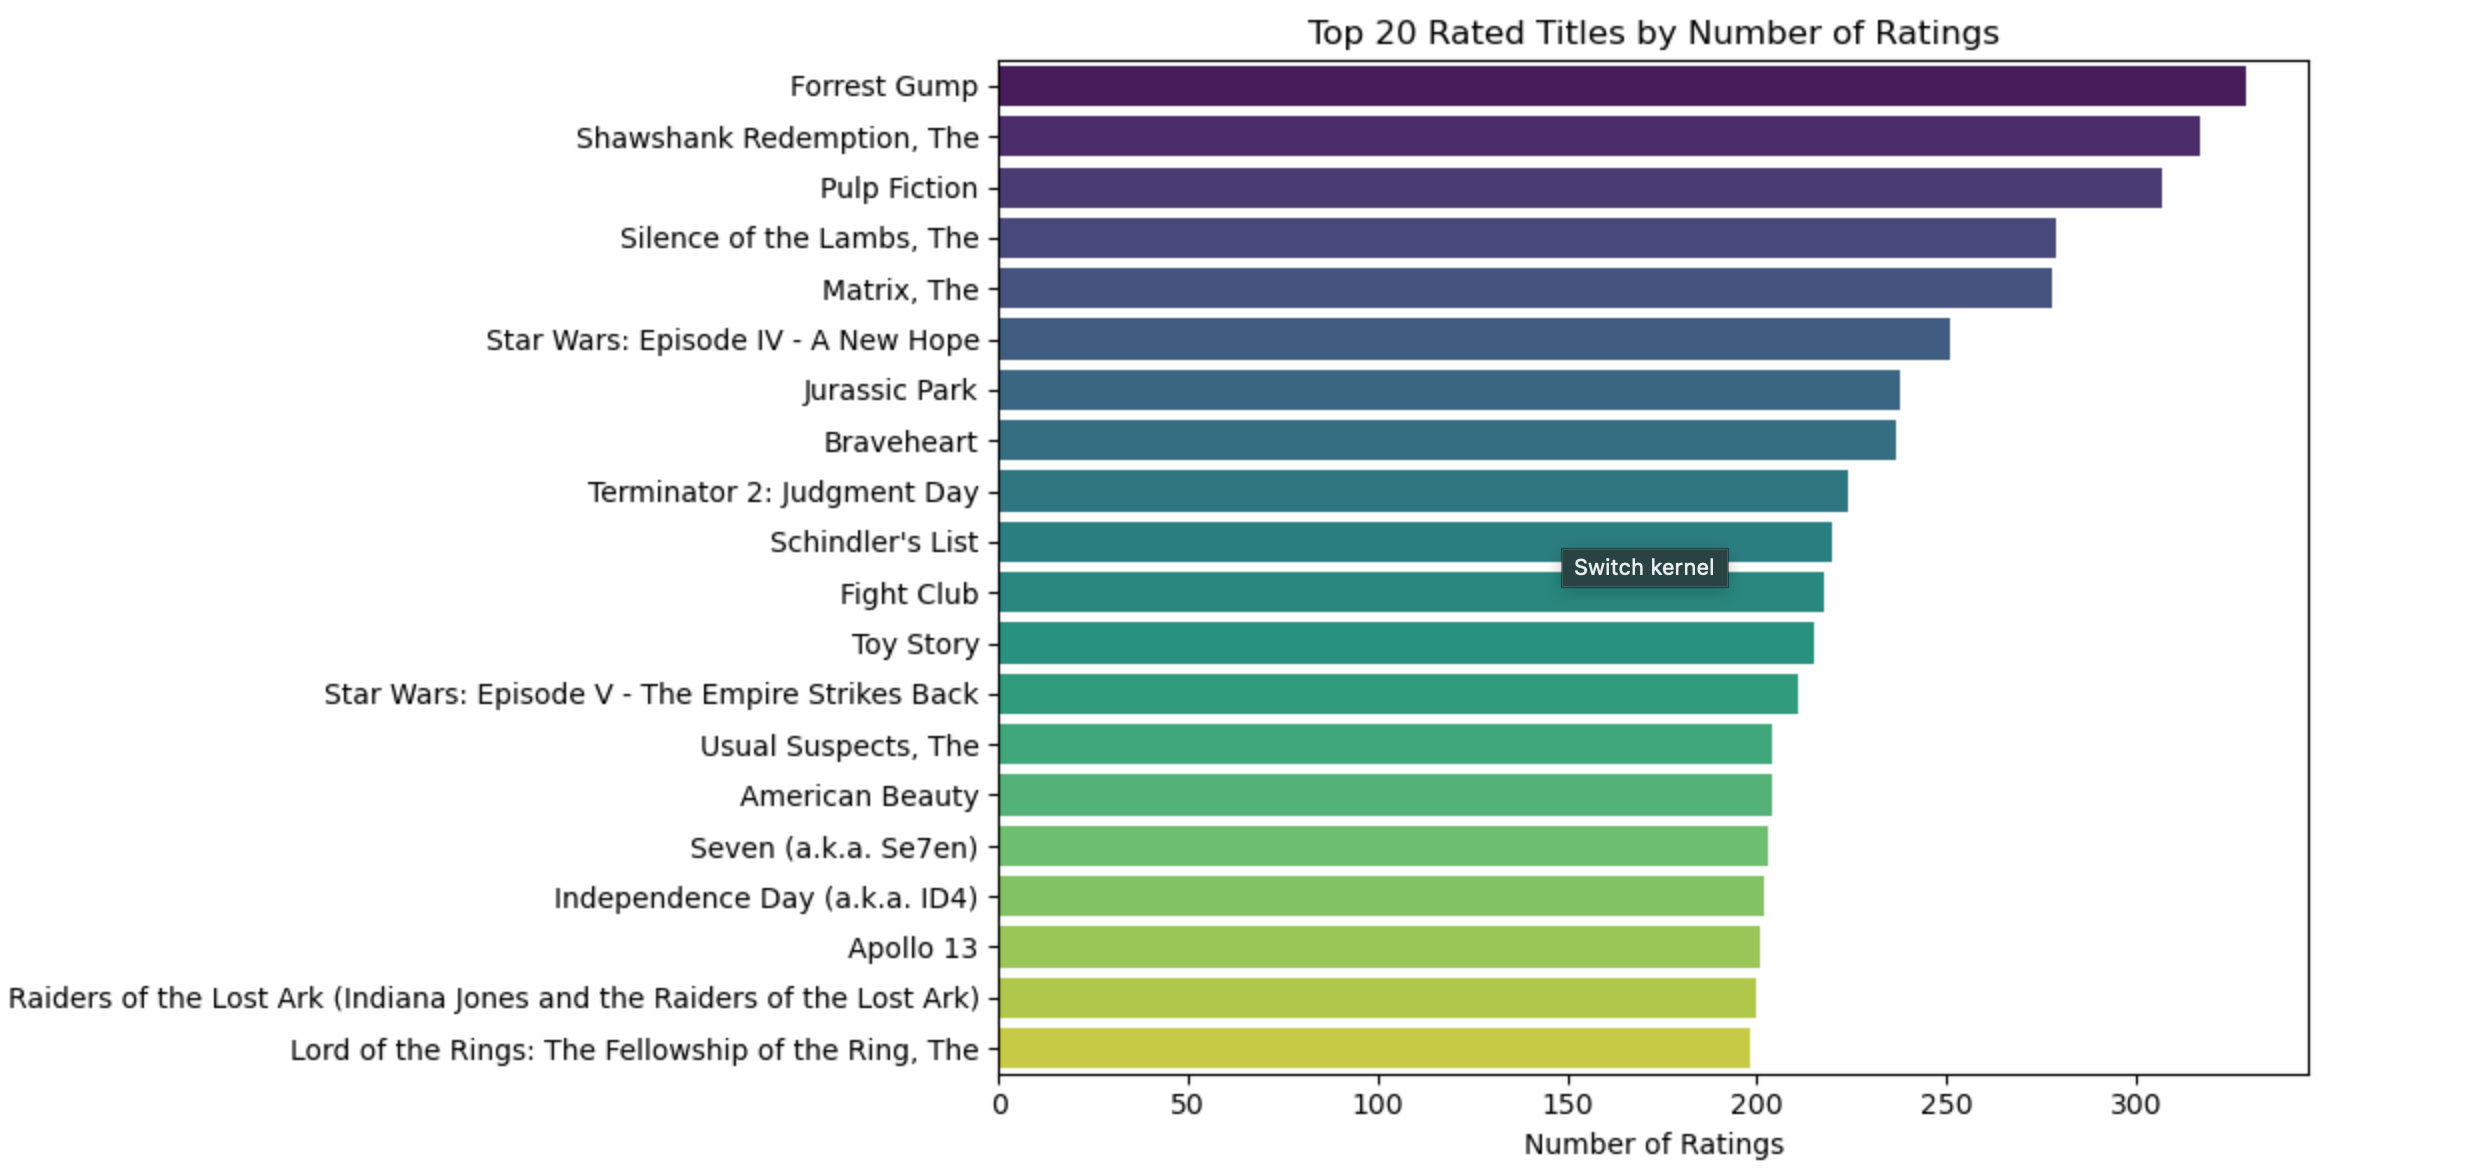 Top 20 Rated Titles by Number of Ratings
Forrest Gump
Shawshank Redemption, The
Pulp Fiction
Silence of the Lambs, The
Matrix, The
Star Wars: Episode IV - A New Hope
Jurassic Park
Braveheart
Terminator 2: Judgment Day
Schindler's List
Switch kernel
Fight Club
Toy Story
Star Wars: Episode V - The Empire Strikes Back
Usual Suspects, The
American Beauty
Seven (a.k.a. Se7en)
Independence Day (a.k.a. ID4)
Apollo 13
Raiders of the Lost Ark (Indiana Jones and the Raiders of the Lost Ark)
Lord of the Rings: The Fellowship of the Ring, The
0 50 100 150 200 250 300
Number of Ratings